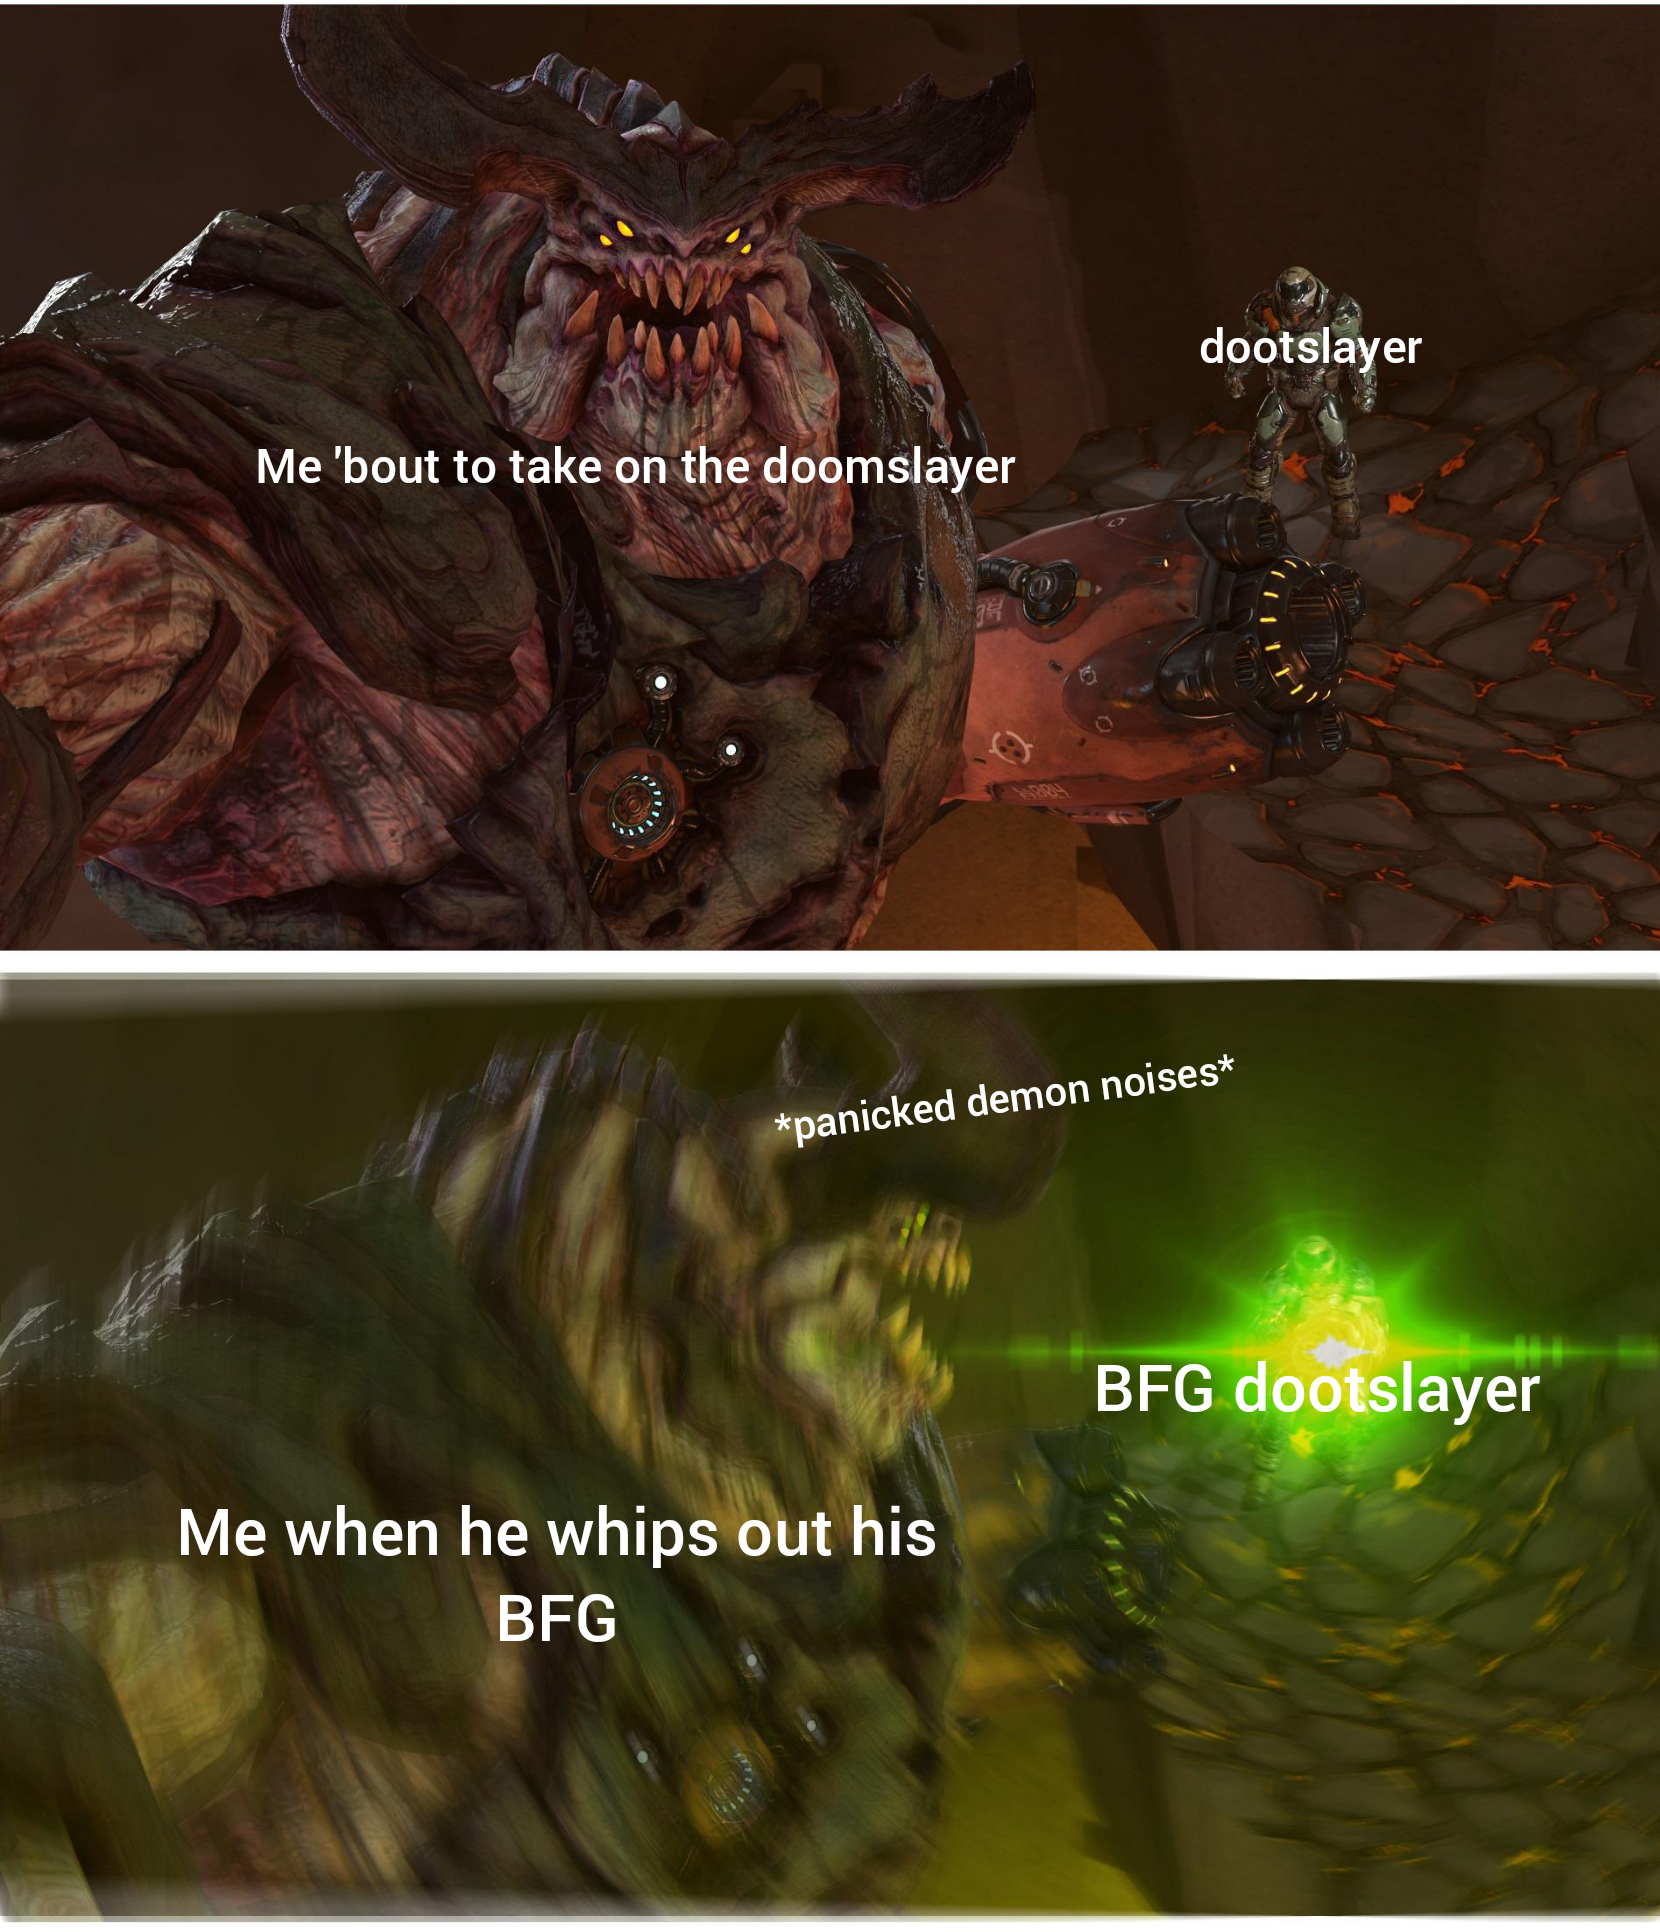 dootslayer
Me 'bout to take on the doomslayer
*panicked demon noises*
BFG dootslayer
Me when he whips out his
BFG